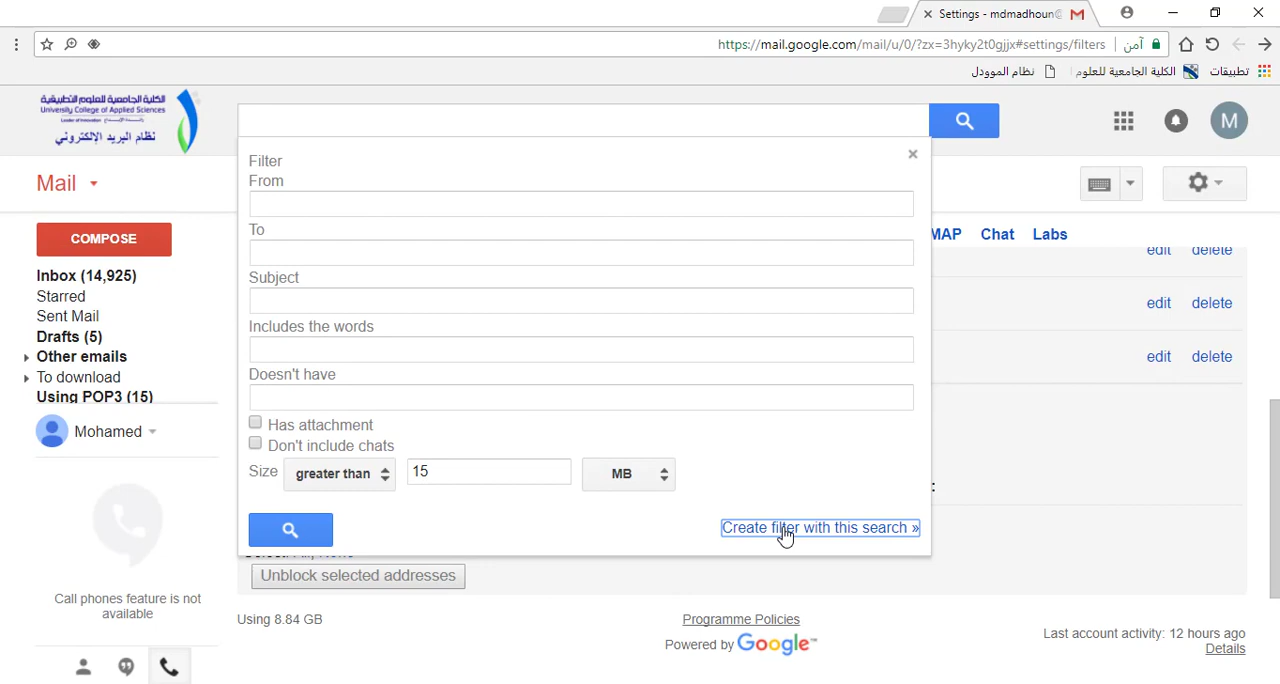 Settings - mdmadhoun@
https://mail.google.com/mail/u/0/?zx=3hyky2t0gjjx#settings/filters
آمن
تطبيقات
الكلية الجامعية للعلوم
نظام الموودل
الكلية الجامعية للعلوم التطبيقية
University College of Applied Sciences
نظام البريد الإلكتروني
M
Mail
COMPOSE
Inbox (14,925)
Starred
Sent Mail
Drafts (5)
Other emails
To download
Using POP3 (15)
Mohamed
Call phones feature is not
available
Filter
From
To
Subject
Includes the words
Doesn't have
Has attachment
Don't include chats
Size greater than 15 MB
Create filter with this search »
MAP Chat Labs
edit delete
edit delete
edit delete
:
Unblock selected addresses
Using 8.84 GB
Programme Policies
Powered by Google™
Last account activity: 12 hours ago
Details